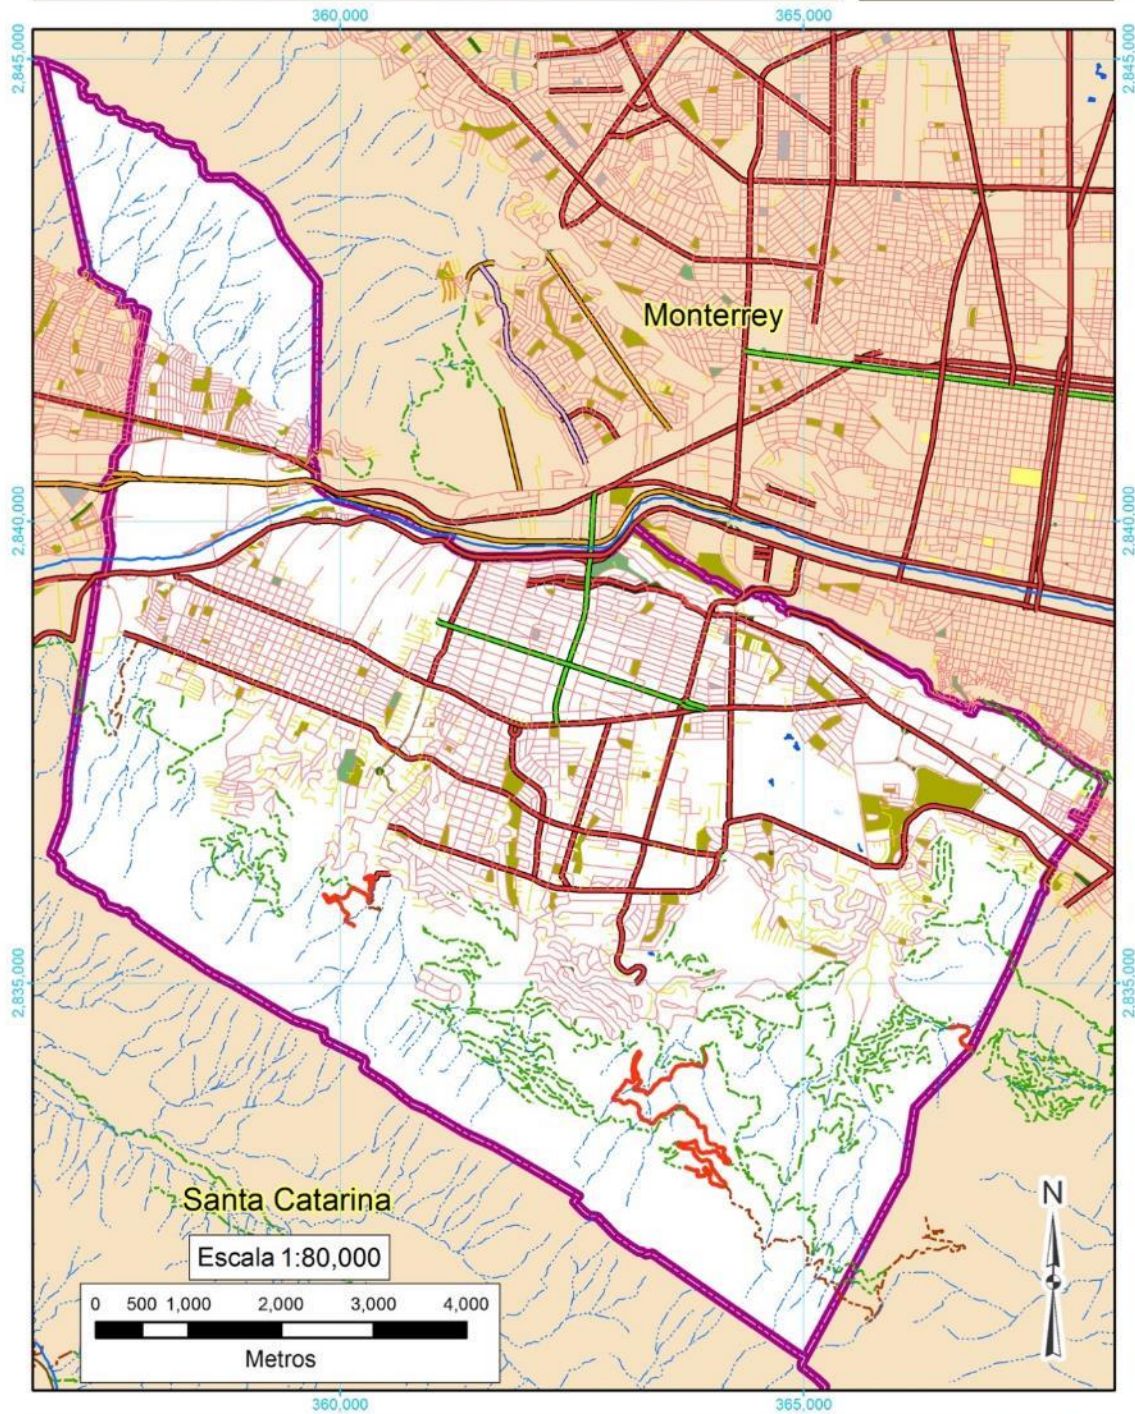 360,000 365,000
2,845,000 2,845,000
Monterrey
2,840,000 2,840,000
2,835,000 2,835,000
Santa Catarina
N
Escala 1:80,000
0 500 1,000 2,000 3,000 4,000
Metros
360,000 365,000